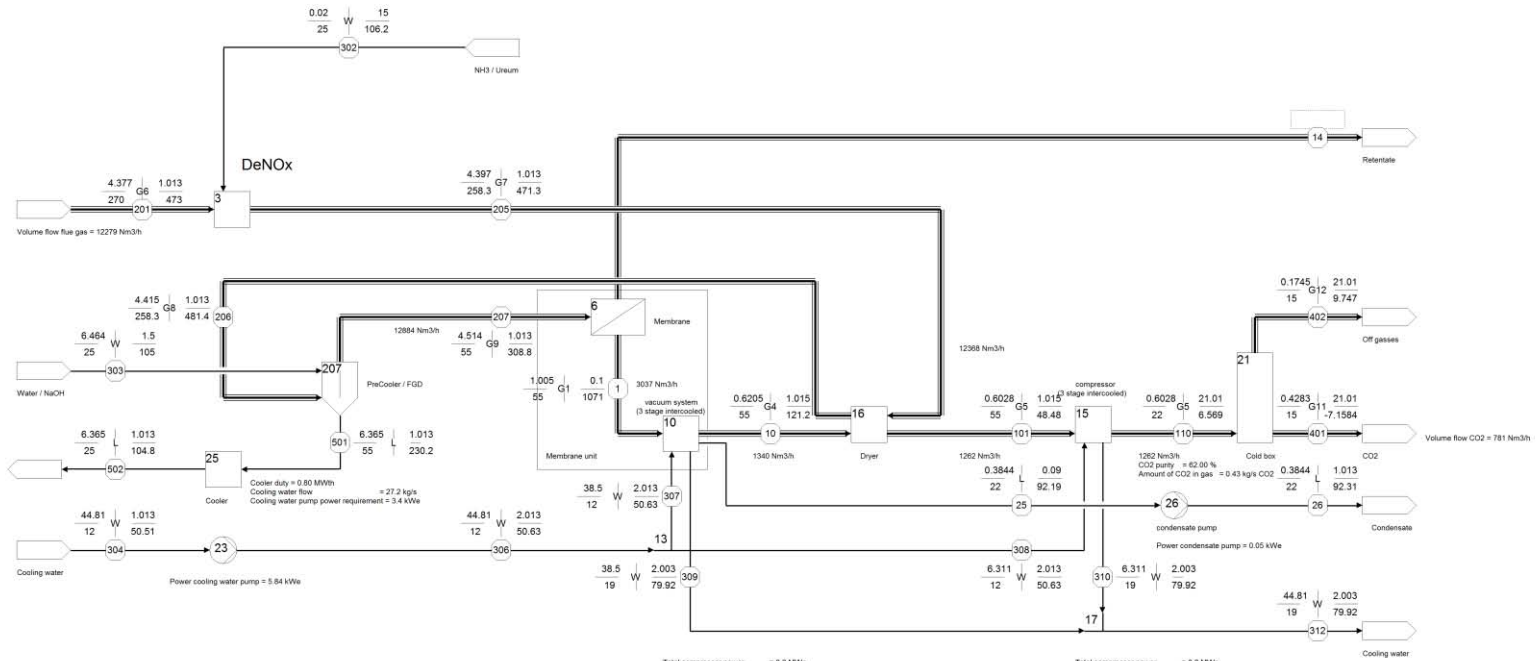 0.02 W 15
25 106.2
302
NH3 / Ureum
14
Retentate
DeNOx
4.377 G6 1.013
270 473
201
3
4.397 G7 1.013
258.3 471.3
205
Volume flow flue gas = 12279 Nm3/h
4.415 G8 1.013
258.3 481.4
206
12884 Nm3/h
207
4.514 G9 1.013
55 308.8
6
Membrane
12368 Nm3/h
0.1745 G12 21.01
15 9.747
402
Off gasses
6.464 W 1.5
25 105
303
Water / NaOH
207
PreCooler / FGD
1.005 G1 0.1
55 1071
1
3037 Nm3/h
vacuum system
(3 stage intercooled)
10
Membrane unit
0.6205 G4 1.015
55 121.2
10
1340 Nm3/h
16
Dryer
0.6028 G5 1.015
55 48.48
101
1262 Nm3/h
compressor
(3 stage intercooled)
15
0.6028 G5 21.01
22 6.569
110
1262 Nm3/h
CO2 purity = 62.00 %
Amount of CO2 in gas = 0.43 kg/s CO2
21
Cold box
0.4283 G11 21.01
15 -7.1584
401
CO2
Volume flow CO2 = 781 Nm3/h
6.365 L 1.013
25 104.8
502
25
Cooler
501
6.365 L 1.013
55 230.2
Cooler duty = 0.80 MWth
Cooling water flow = 27.2 kg/s
Cooling water pump power requirement = 3.4 kWe
38.5 W 2.013
12 50.63
307
0.3844 L 0.09
22 92.19
25
26
condensate pump
Power condensate pump = 0.05 kWe
0.3844 L 1.013
22 92.31
26
Condensate
44.81 W 1.013
12 50.51
304
Cooling water
23
Power cooling water pump = 5.84 kWe
44.81 W 2.013
12 50.63
306
13
308
6.311 W 2.013
12 50.63
38.5 W 2.003
19 79.92
309
310
6.311 W 2.003
19 79.92
17
44.81 W 2.003
19 79.92
312
Cooling water